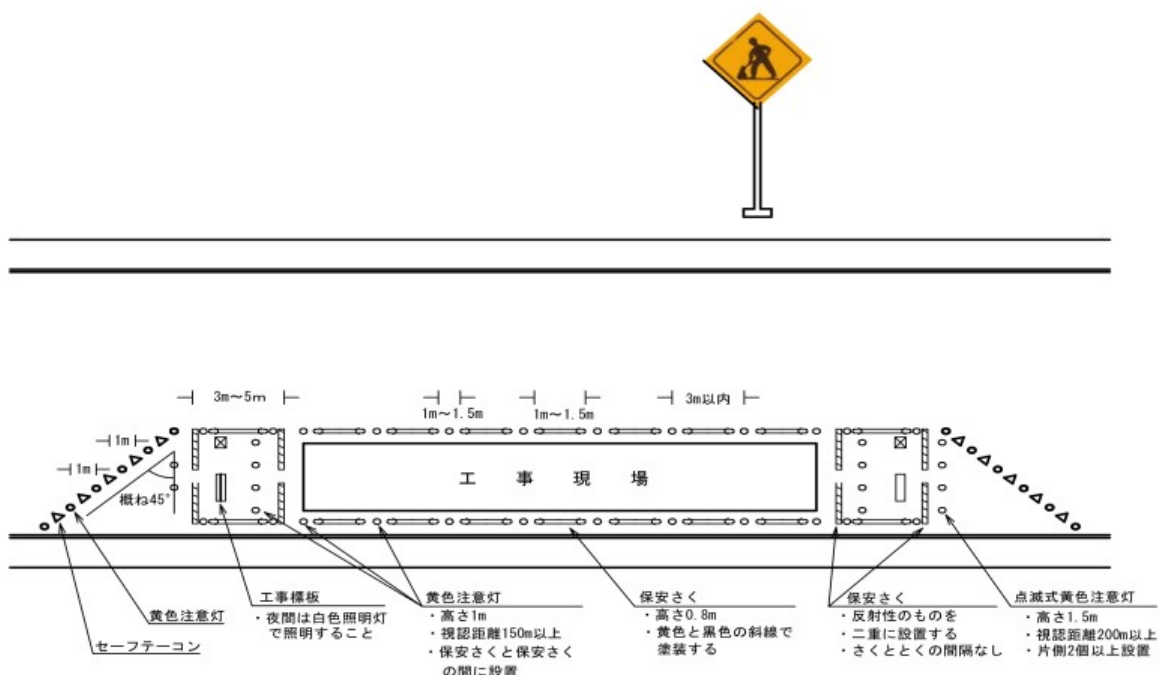 3m～5m
1m～1.5m
1m～1.5m
3m以内
1m
1m
概ね45°
工事現場
黄色注意灯
セーフテーコン
工事標板
・夜間は白色照明灯
で照明すること
黄色注意灯
・高さ1m
・視認距離150m以上
・保安さくと保安さく
の間に設置
保安さく
・高さ0.8m
・黄色と黒色の斜線で
塗装する
保安さく
・反射性のものを
・二重に設置する
・さくととくの間隔なし
点滅式黄色注意灯
・高さ1.5m
・視認距離200m以上
・片側2個以上設置